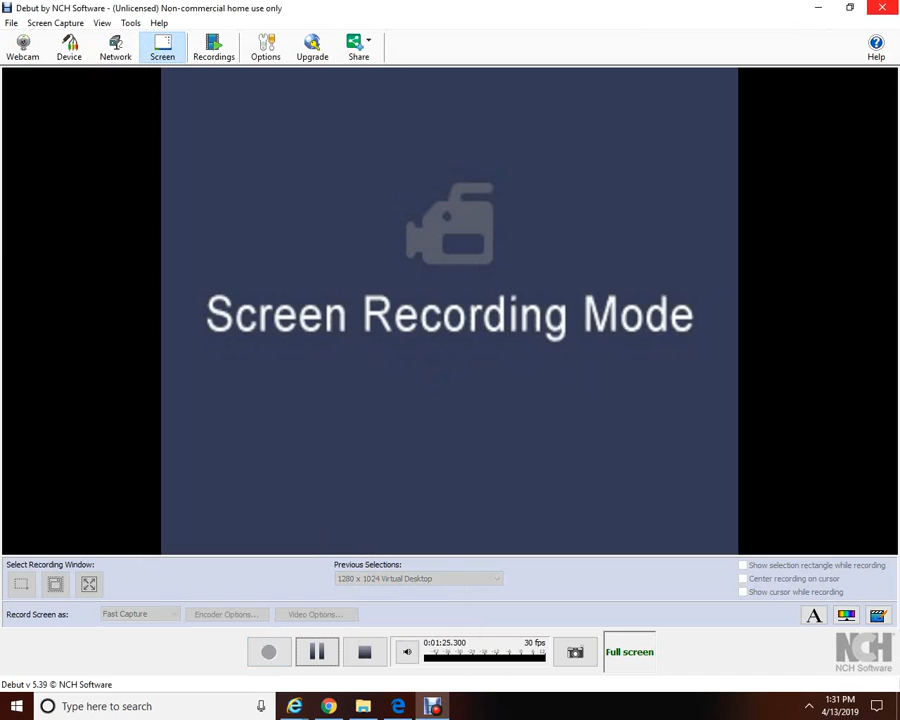 Debut by NCH Software - (Unlicensed) Non-commercial home use only
File Screen Capture View Tools Help
Webcam Device Network Screen Recordings Options Upgrade Share Help
Screen Recording Mode
Select Recording Window:
Previous Selections:
1280 x 1024 Virtual Desktop
Show selection rectangle while recording
Center recording on cursor
Show cursor while recording
Record Screen as: Fast Capture Encoder Options... Video Options...
A
0:01:25.300 30 fps
Full screen
NCH
NCH Software
Debut v 5.39 © NCH Software
Type here to search
1:31 PM
4/13/2019